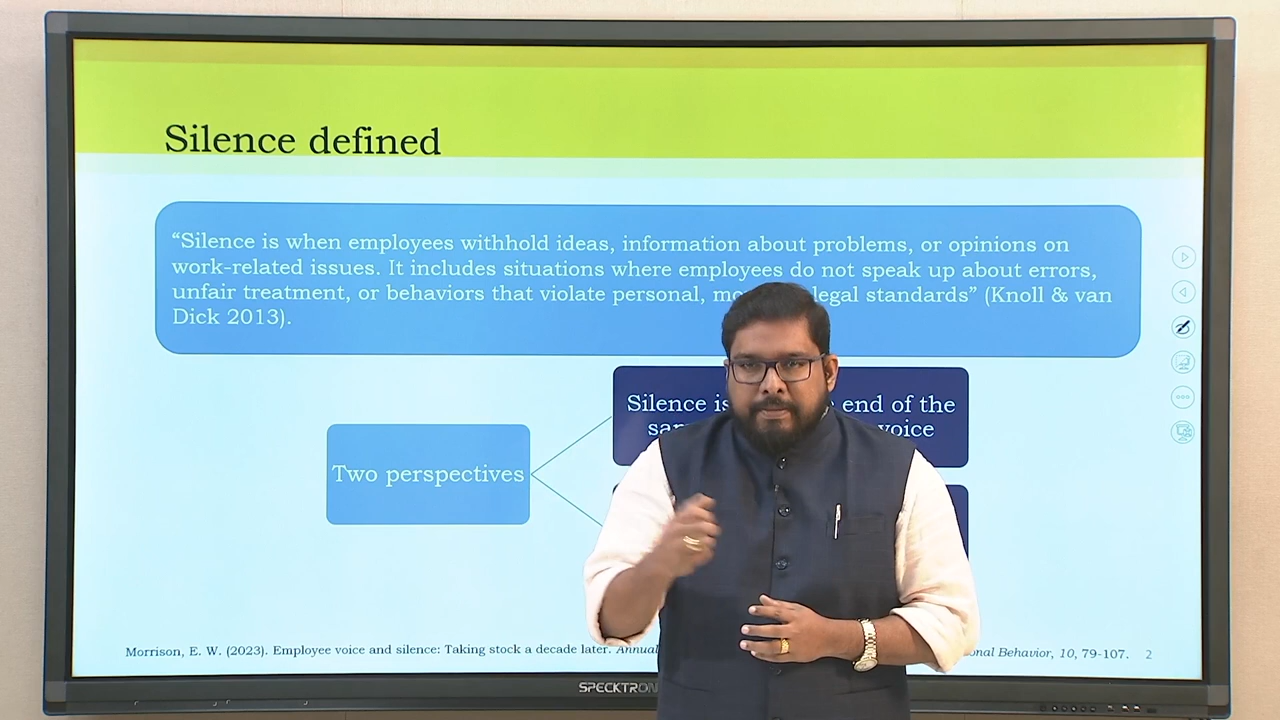 Silence defined
“Silence is when employees withhold ideas, information about problems, or opinions on
work-related issues. It includes situations where employees do not speak up about errors,
unfair treatment, or behaviors that violate personal, legal standards” (Knoll & van
Dick 2013).
Silence is end of the
voice
Two perspectives
Morrison, E. W. (2023). Employee voice and silence: Taking stock a decade later. Annual Behavior, 10, 79-107. 2
SPECKTRON